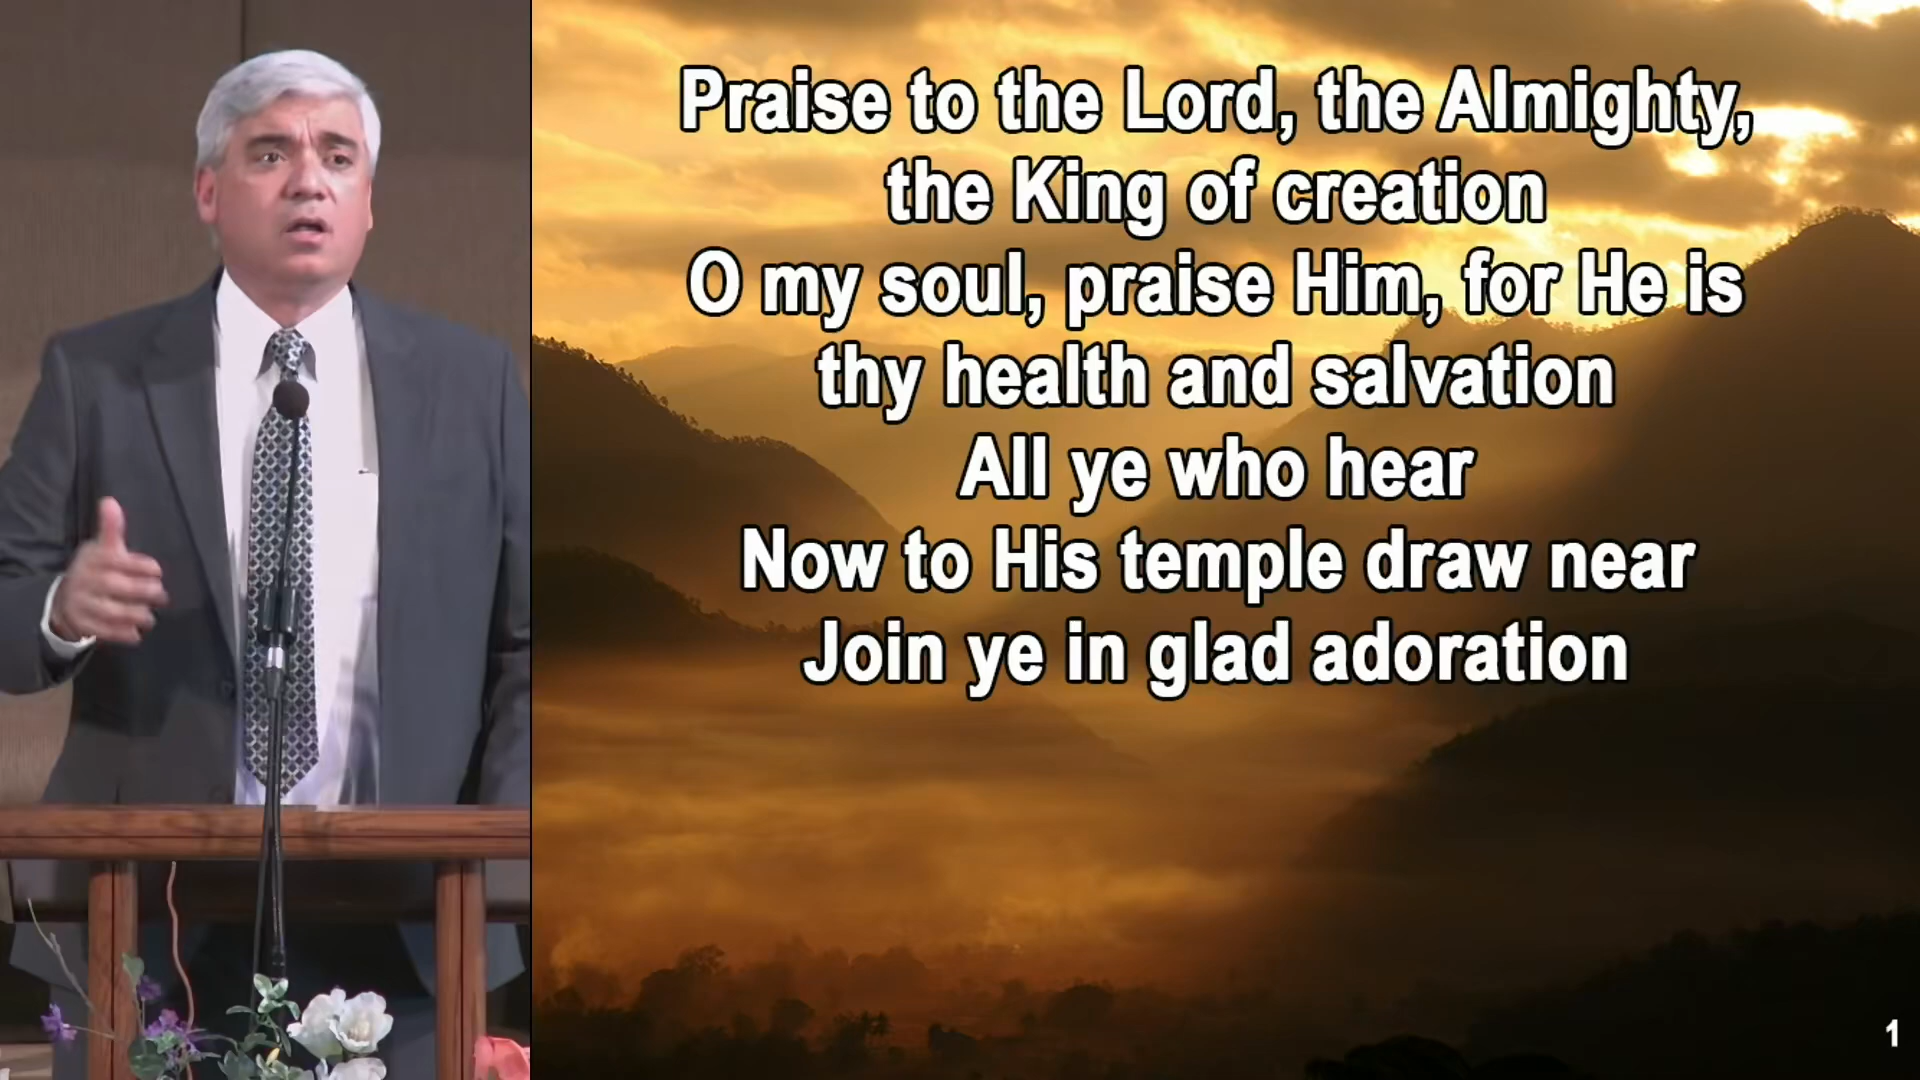 Praise to the Lord, the Almighty,
the King of creation
O my soul, praise Him, for He is
thy health and salvation
All ye who hear
Now to His temple draw near
Join ye in glad adoration
1